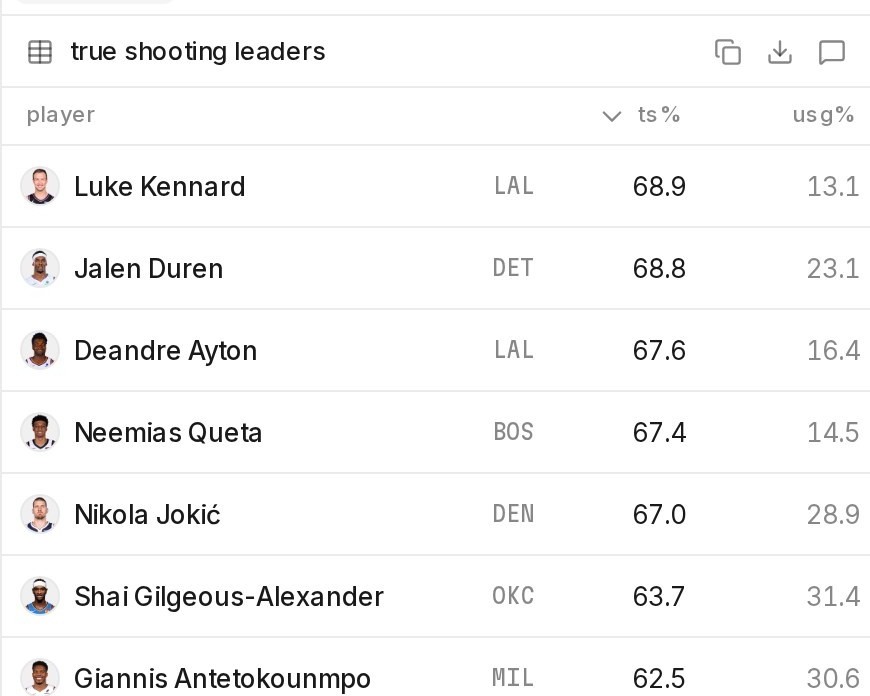 true shooting leaders
player ts% usg%
Luke Kennard LAL 68.9 13.1
Jalen Duren DET 68.8 23.1
Deandre Ayton LAL 67.6 16.4
Neemias Queta BOS 67.4 14.5
Nikola Jokić DEN 67.0 28.9
Shai Gilgeous-Alexander OKC 63.7 31.4
Giannis Antetokounmpo MIL 62.5 30.6